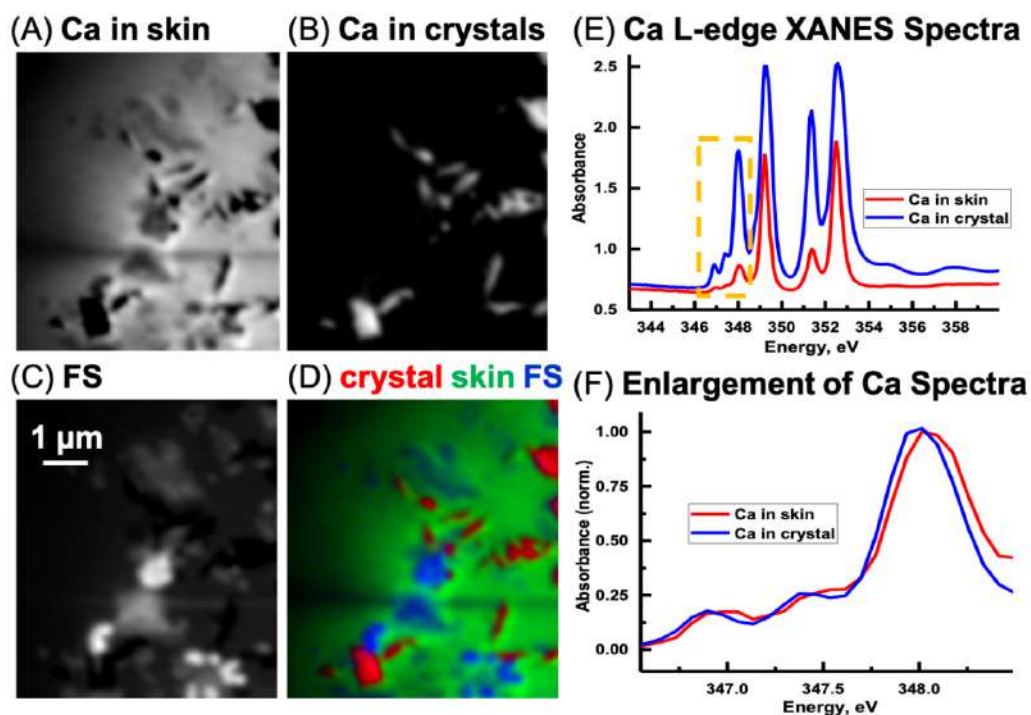 (A) Ca in skin
(B) Ca in crystals
(C) FS
1 µm
(D) crystal skin FS
(E) Ca L-edge XANES Spectra
2.5
2.0
1.5
1.0
0.5
Absorbance
Ca in skin
Ca in crystal
344 346 348 350 352 354 356 358
Energy, eV
(F) Enlargement of Ca Spectra
1.00
0.75
0.50
0.25
0.00
Absorbance (norm.)
Ca in skin
Ca in crystal
347.0 347.5 348.0
Energy, eV